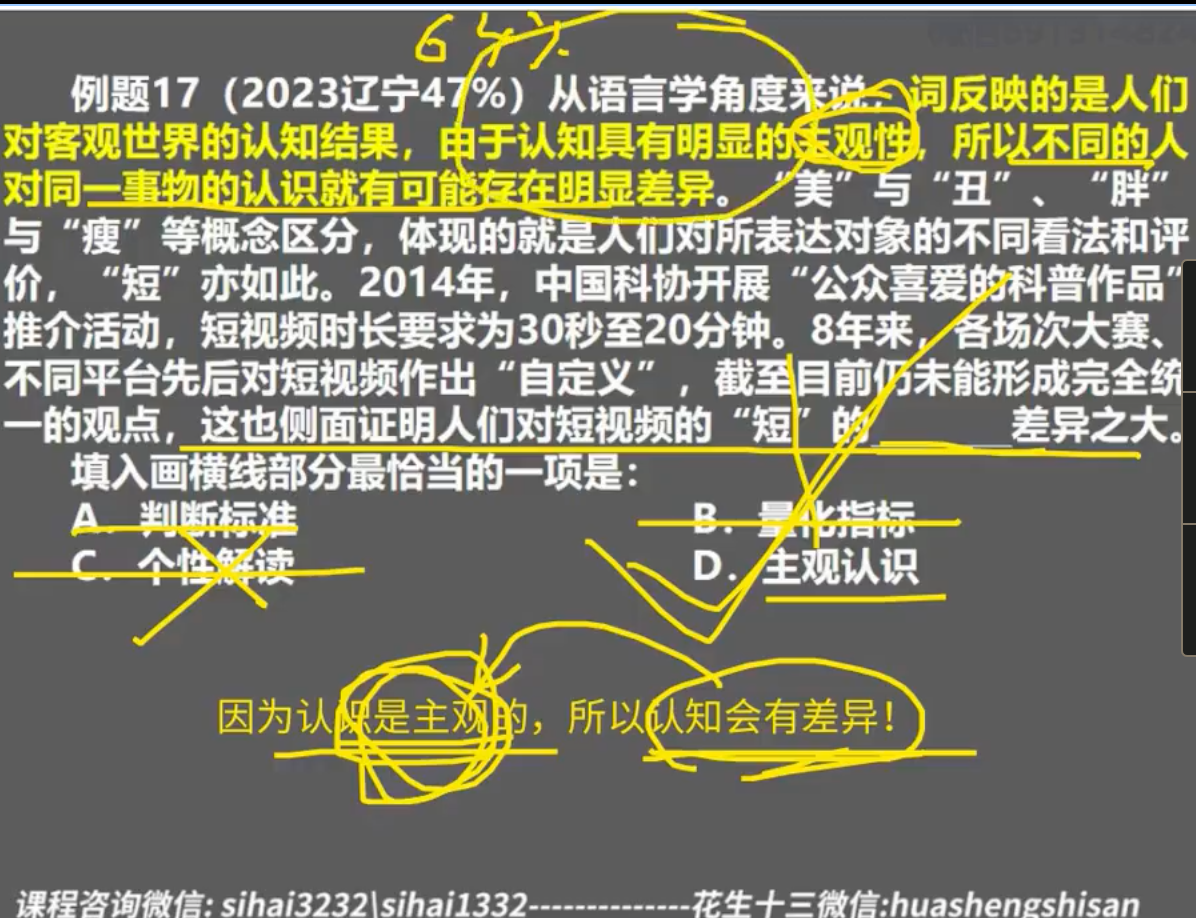 64%
例题17（2023辽宁47%）从语言学角度来说，词反映的是人们
对客观世界的认知结果，由于认知具有明显的主观性，所以不同的人
对同一事物的认识就有可能存在明显差异。“美”与“丑”、“胖”
与“瘦”等概念区分，体现的就是人们对所表达对象的不同看法和评
价，“短”亦如此。2014年，中国科协开展“公众喜爱的科普作品”
推介活动，短视频时长要求为30秒至20分钟。8年来，各场次大赛、
不同平台先后对短视频作出“自定义”，截至目前仍未能形成完全统
一的观点，这也侧面证明人们对短视频的“短”的______差异之大。
填入画横线部分最恰当的一项是：
A．判断标准 B．量化指标
C．个性解读 D．主观认识
因为认识是主观的，所以认知会有差异！
课程咨询微信: sihai3232\sihai1332--------------花生十三微信:huashengshisan